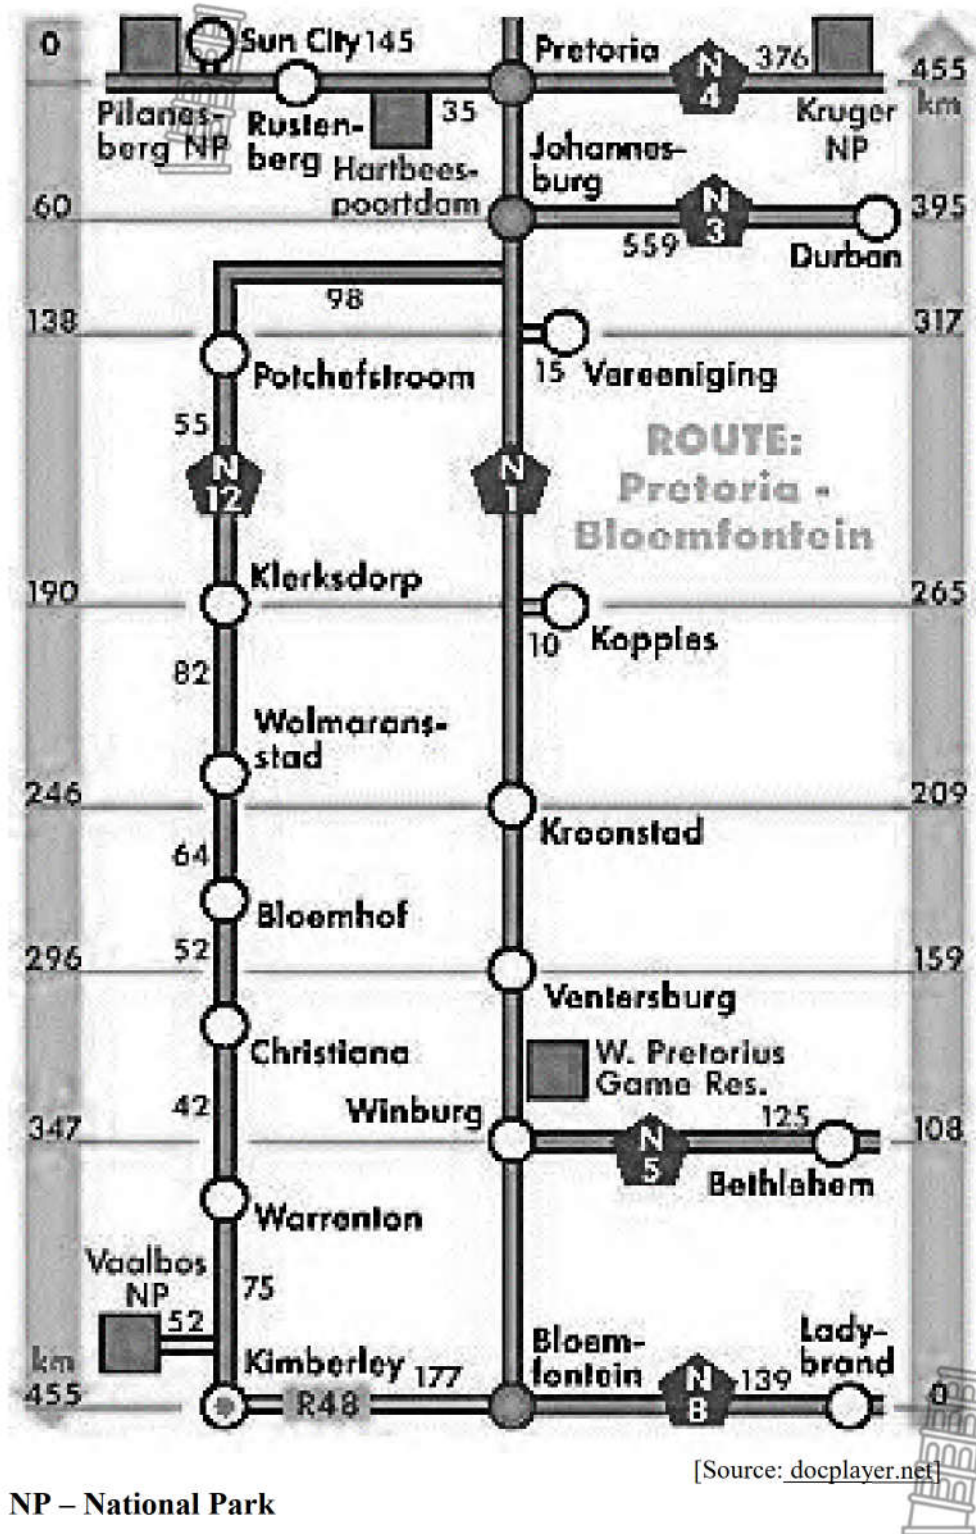 0
Sun City 145
Pretoria
N
4
376
455
km
Pilanes-
berg NP
Rusten-
berg
35
Hartbees-
poortdam
Kruger
NP
Johannes-
burg
60
395
N
3
559
Durban
98
138
317
Potchefstroom
15 Vereeniging
55
N
12
N
1
ROUTE:
Pretoria -
Bloemfontein
Klerksdorp
190
265
10
Koppies
82
Wolmarans-
stad
246
209
Kroonstad
64
Bloemhof
52
296
159
Ventersburg
Christiana
W. Pretorius
Game Res.
42
Winburg
125
347
108
N
5
Bethlehem
Warrenton
Vaalbos
NP
52
75
Bloem-
fontein
Lady-
brand
km
Kimberley 177
139
455
R48
N
8
0
[Source: docplayer.net]
NP – National Park